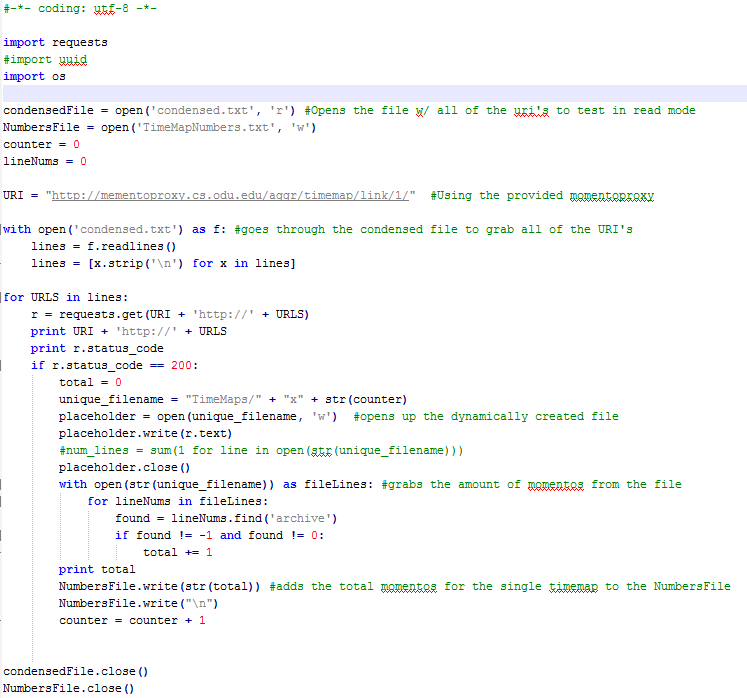 #-*- coding: utf-8 -*-
import requests
#import uuid
import os
condensedFile = open('condensed.txt', 'r') #Opens the file w/ all of the uri's to test in read mode
NumbersFile = open('TimeMapNumbers.txt', 'w')
counter = 0
lineNums = 0
URI = "http://mementoproxy.cs.odu.edu/aggr/timemap/link/1/"  #Using the provided momentoproxy
with open('condensed.txt') as f: #goes through the condensed file to grab all of the URI's
    lines = f.readlines()
    lines = [x.strip('\n') for x in lines]
for URLS in lines:
    r = requests.get(URI + 'http://' + URLS)
    print URI + 'http://' + URLS
    print r.status_code
    if r.status_code == 200:
        total = 0
        unique_filename = "TimeMaps/" + "x" + str(counter)
        placeholder = open(unique_filename, 'w')  #opens up the dynamically created file
        placeholder.write(r.text)
        #num_lines = sum(1 for line in open(str(unique_filename)))
        placeholder.close()
        with open(str(unique_filename)) as fileLines: #grabs the amount of momentos from the file
            for lineNums in fileLines:
                found = lineNums.find('archive')
                if found != -1 and found != 0:
                    total += 1
        print total
        NumbersFile.write(str(total)) #adds the total momentos for the single timemap to the NumbersFile
        NumbersFile.write("\n")
        counter = counter + 1
condensedFile.close()
NumbersFile.close()